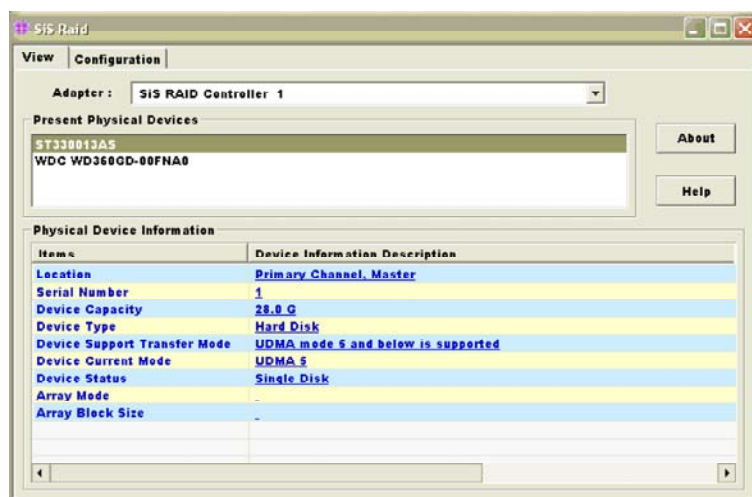 SiS Raid
View Configuration
Adapter : SiS RAID Controller 1
Present Physical Devices
ST330013AS
WDC WD360GD-00FNA0
About
Help
Physical Device Information
Items Device Information Description
Location Primary Channel, Master
Serial Number 1
Device Capacity 28.0 G
Device Type Hard Disk
Device Support Transfer Mode UDMA mode 5 and below is supported
Device Current Mode UDMA 5
Device Status Single Disk
Array Mode -
Array Block Size -